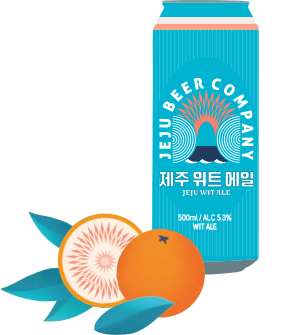 JEJU BEER COMPANY
제주 위트 에일
JEJU WIT ALE
500ml / ALC 5.3%
WIT ALE